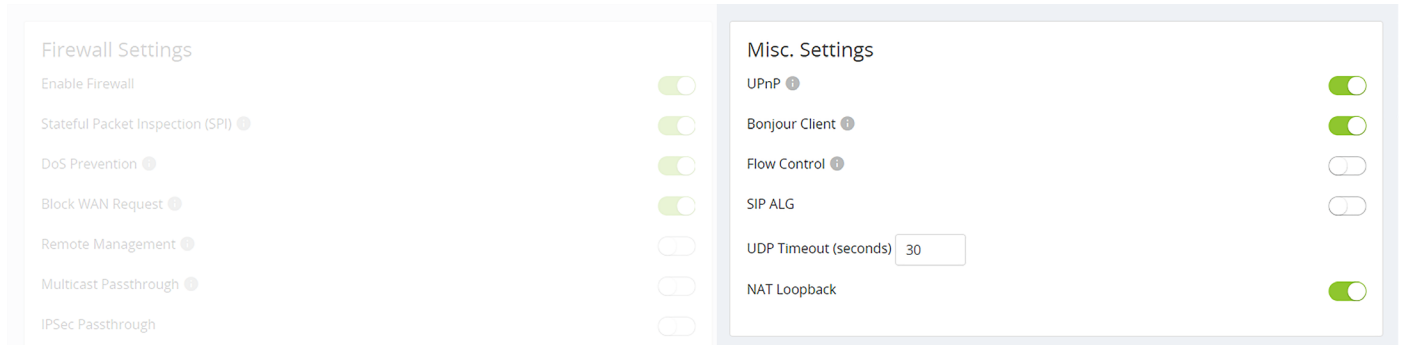 Firewall Settings
Enable Firewall
Stateful Packet Inspection (SPI)
DoS Prevention
Block WAN Request
Remote Management
Multicast Passthrough
IPSec Passthrough
Misc. Settings
UPnP
Bonjour Client
Flow Control
SIP ALG
UDP Timeout (seconds) 30
NAT Loopback